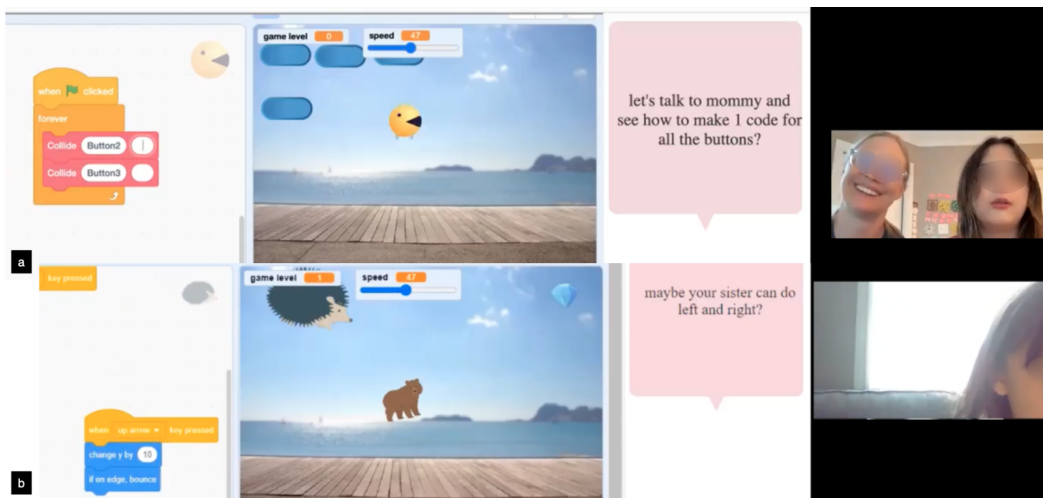 when clicked
forever
Collide Button2
Collide Button3
game level 0
speed 47
let's talk to mommy and
see how to make 1 code for
all the buttons?
a
key pressed
when up arrow key pressed
change y by 10
if on edge, bounce
game level 1
speed 47
maybe your sister can do
left and right?
b